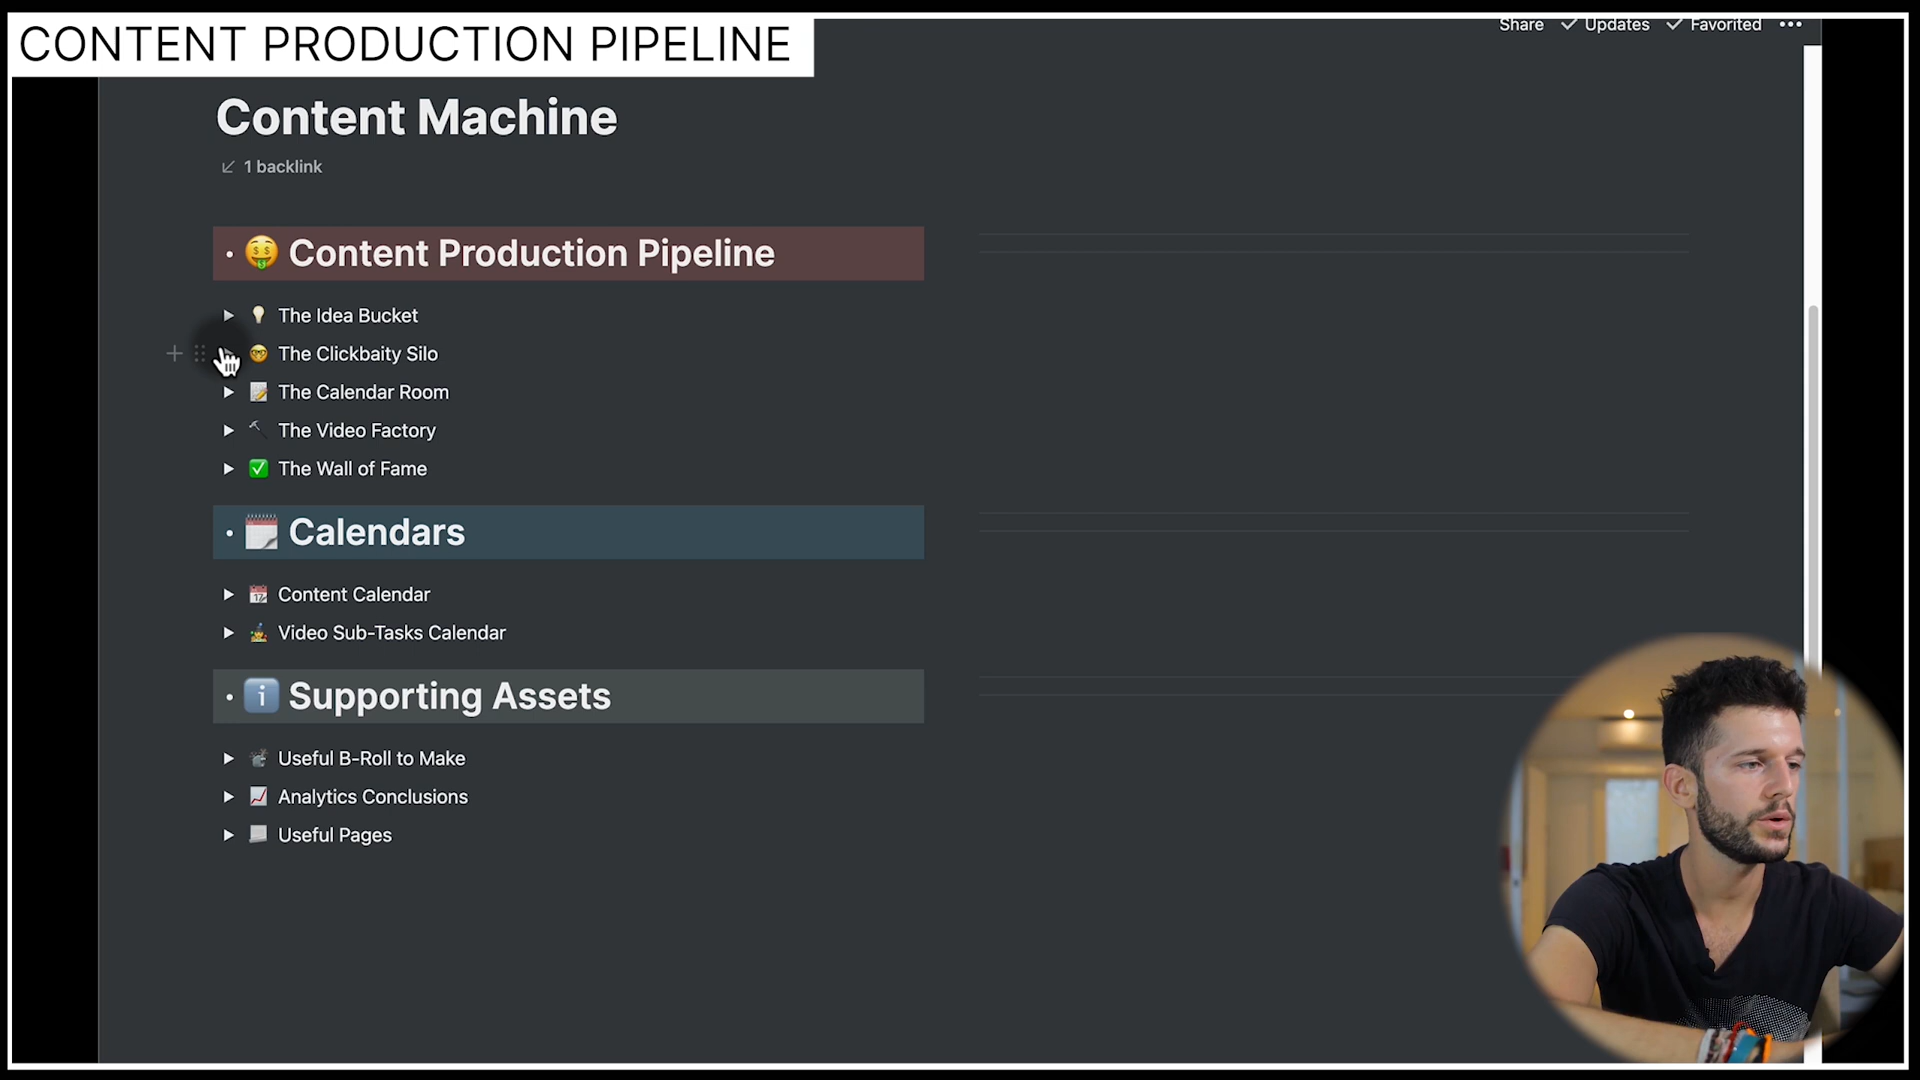 CONTENT PRODUCTION PIPELINE
Share Updates Favorited
Content Machine
1 backlink
Content Production Pipeline
The Idea Bucket
The Clickbaity Silo
The Calendar Room
The Video Factory
The Wall of Fame
Calendars
Content Calendar
Video Sub-Tasks Calendar
Supporting Assets
Useful B-Roll to Make
Analytics Conclusions
Useful Pages